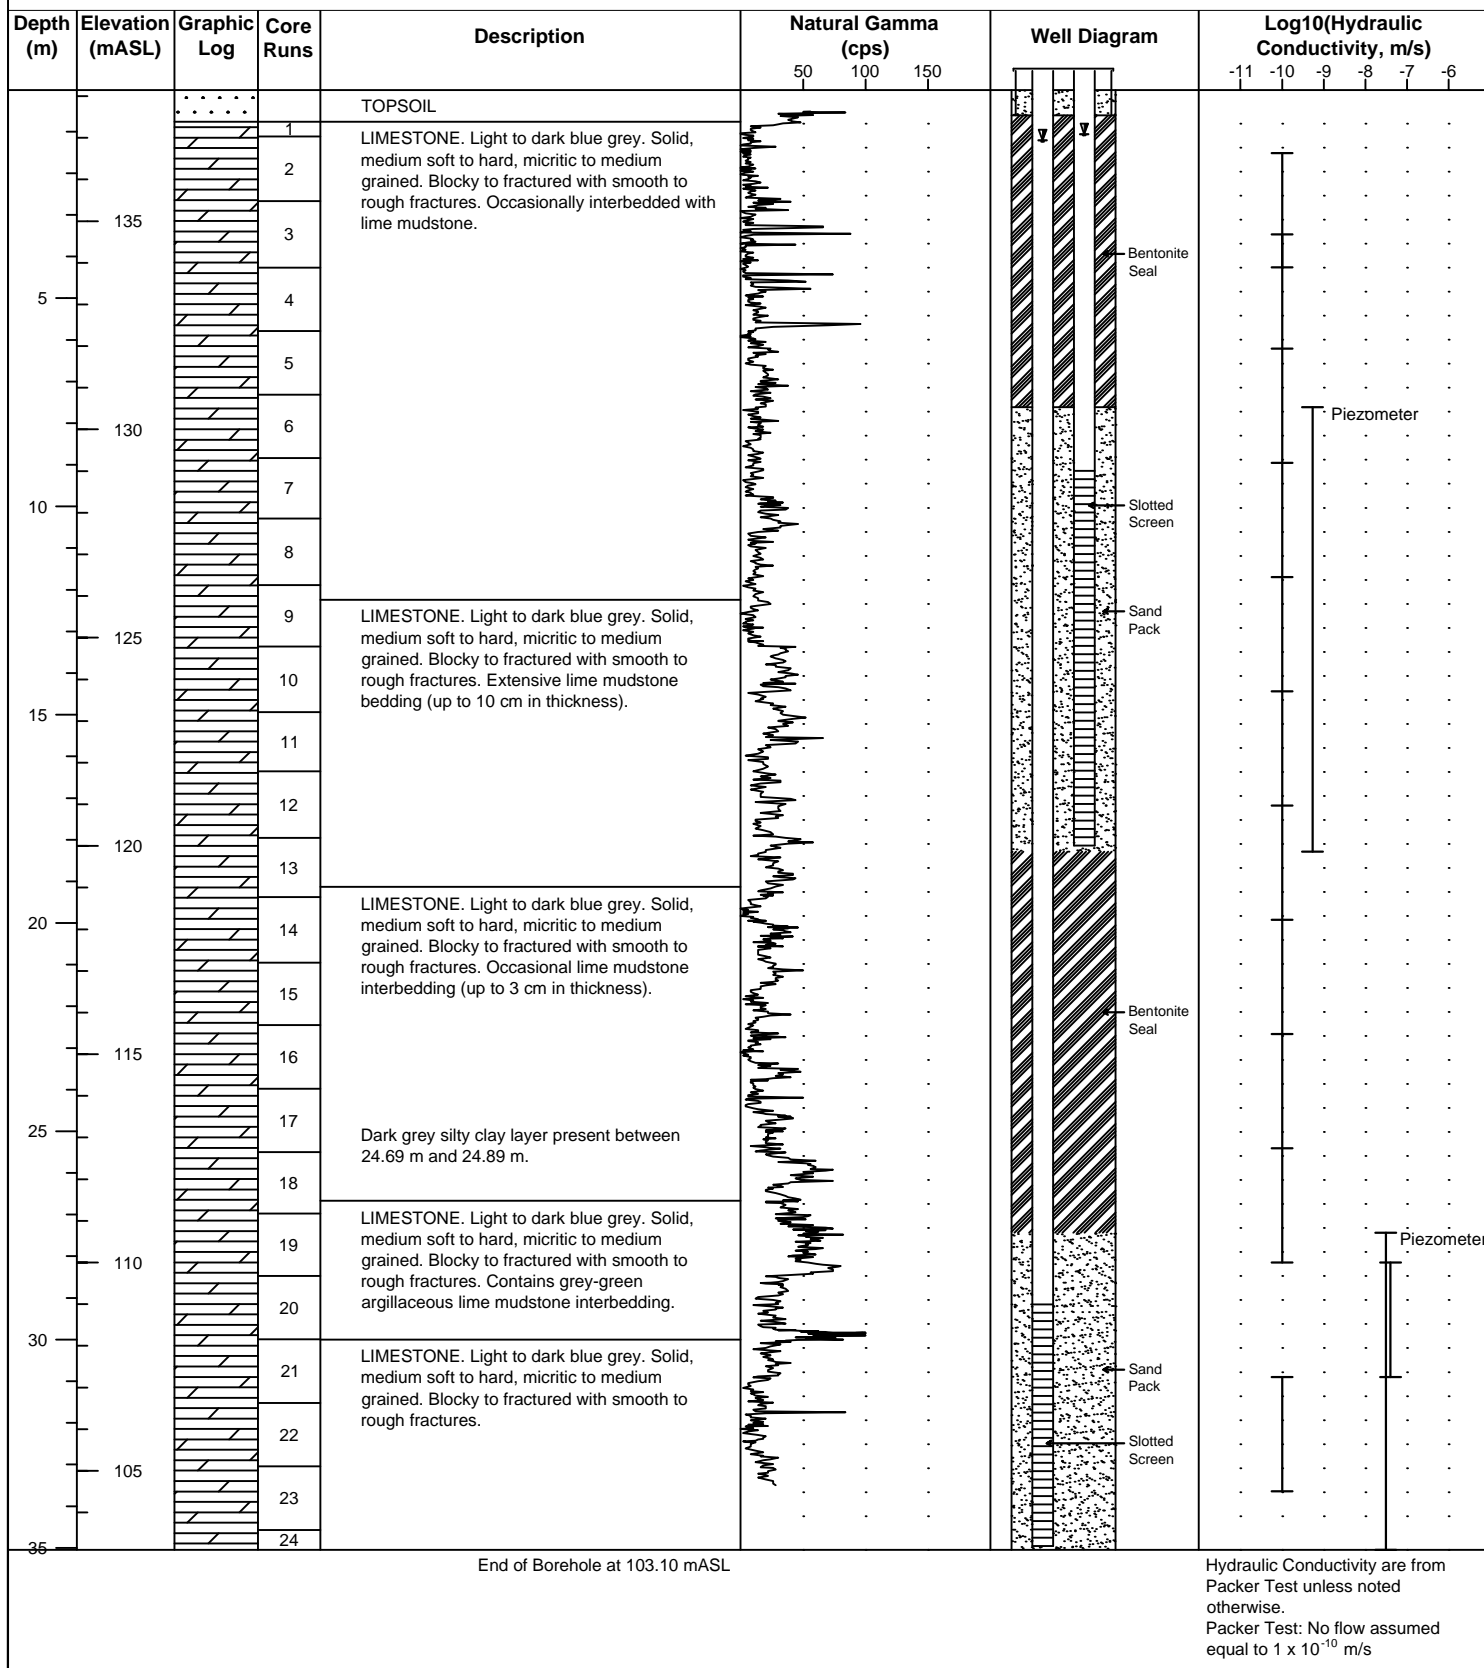 Depth (m)
Elevation (mASL)
Graphic Log
Core Runs
Description
Natural Gamma (cps)
50 100 150
Well Diagram
Log10(Hydraulic Conductivity, m/s)
-11 -10 -9 -8 -7 -6
TOPSOIL
1
LIMESTONE. Light to dark blue grey. Solid,
medium soft to hard, micritic to medium
grained. Blocky to fractured with smooth to
rough fractures. Occasionally interbedded with
lime mudstone.
2
135
3
Bentonite
Seal
5
4
5
6
130
Piezometer
7
10
Slotted
Screen
8
LIMESTONE. Light to dark blue grey. Solid,
medium soft to hard, micritic to medium
grained. Blocky to fractured with smooth to
rough fractures. Extensive lime mudstone
bedding (up to 10 cm in thickness).
9
Sand
Pack
125
10
15
11
12
120
13
LIMESTONE. Light to dark blue grey. Solid,
medium soft to hard, micritic to medium
grained. Blocky to fractured with smooth to
rough fractures. Occasional lime mudstone
interbedding (up to 3 cm in thickness).
20
14
15
Bentonite
Seal
115
16
17
25
Dark grey silty clay layer present between
24.69 m and 24.89 m.
18
LIMESTONE. Light to dark blue grey. Solid,
medium soft to hard, micritic to medium
grained. Blocky to fractured with smooth to
rough fractures. Contains grey-green
argillaceous lime mudstone interbedding.
19
Piezometer
110
20
30
LIMESTONE. Light to dark blue grey. Solid,
medium soft to hard, micritic to medium
grained. Blocky to fractured with smooth to
rough fractures.
21
Sand
Pack
22
Slotted
Screen
105
23
24
35
End of Borehole at 103.10 mASL
Hydraulic Conductivity are from
Packer Test unless noted
otherwise.
Packer Test: No flow assumed
equal to 1 x 10⁻¹⁰ m/s